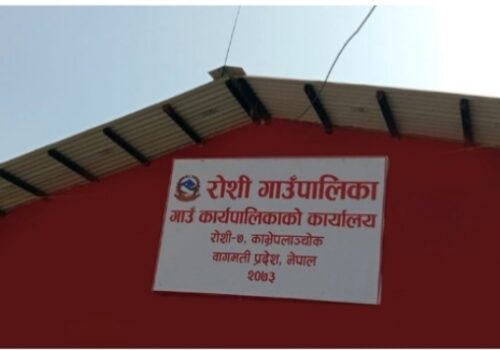 रोशी गाउँपालिका
गाउँ कार्यपालिकाको कार्यालय
रोशी-७, काभ्रेपलाञ्चोक
वागमती प्रदेश, नेपाल
२०७३